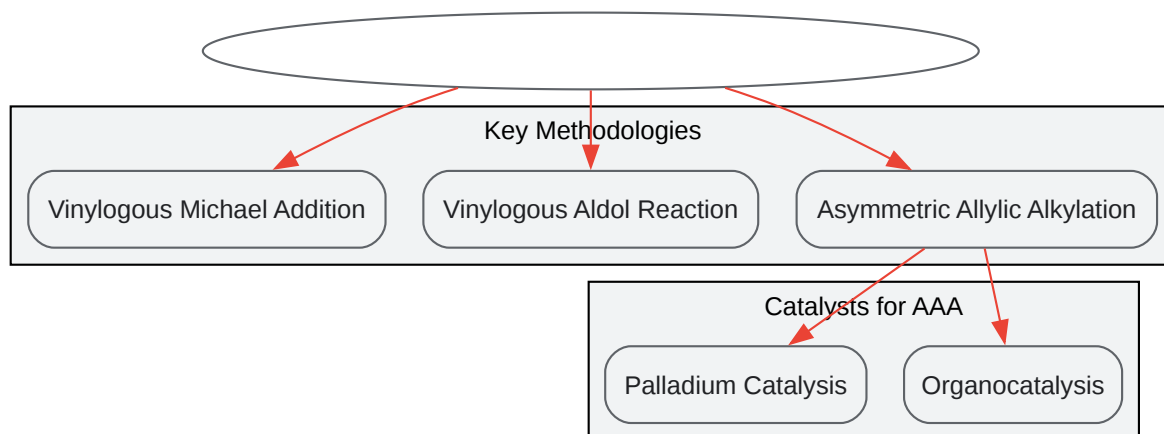 Key Methodologies
Vinylogous Michael Addition
Vinylogous Aldol Reaction
Asymmetric Allylic Alkylation
Catalysts for AAA
Palladium Catalysis
Organocatalysis